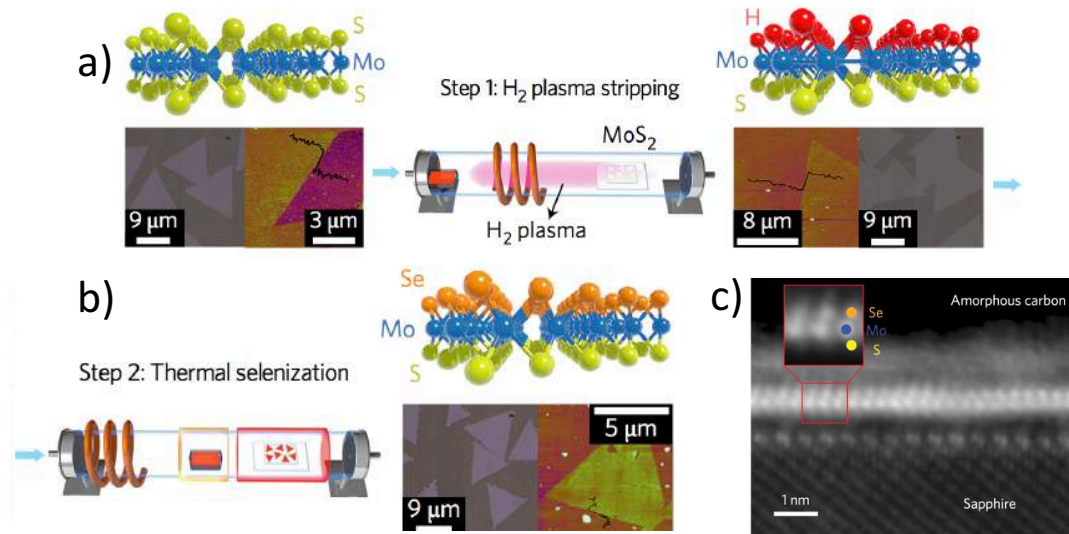 a)
S
Mo
S
9 µm
3 µm
Step 1: H₂ plasma stripping
MoS₂
H₂ plasma
H
Mo
S
8 µm
9 µm
b)
Step 2: Thermal selenization
Se
Mo
S
9 µm
5 µm
c)
Amorphous carbon
Se
Mo
S
1 nm
Sapphire